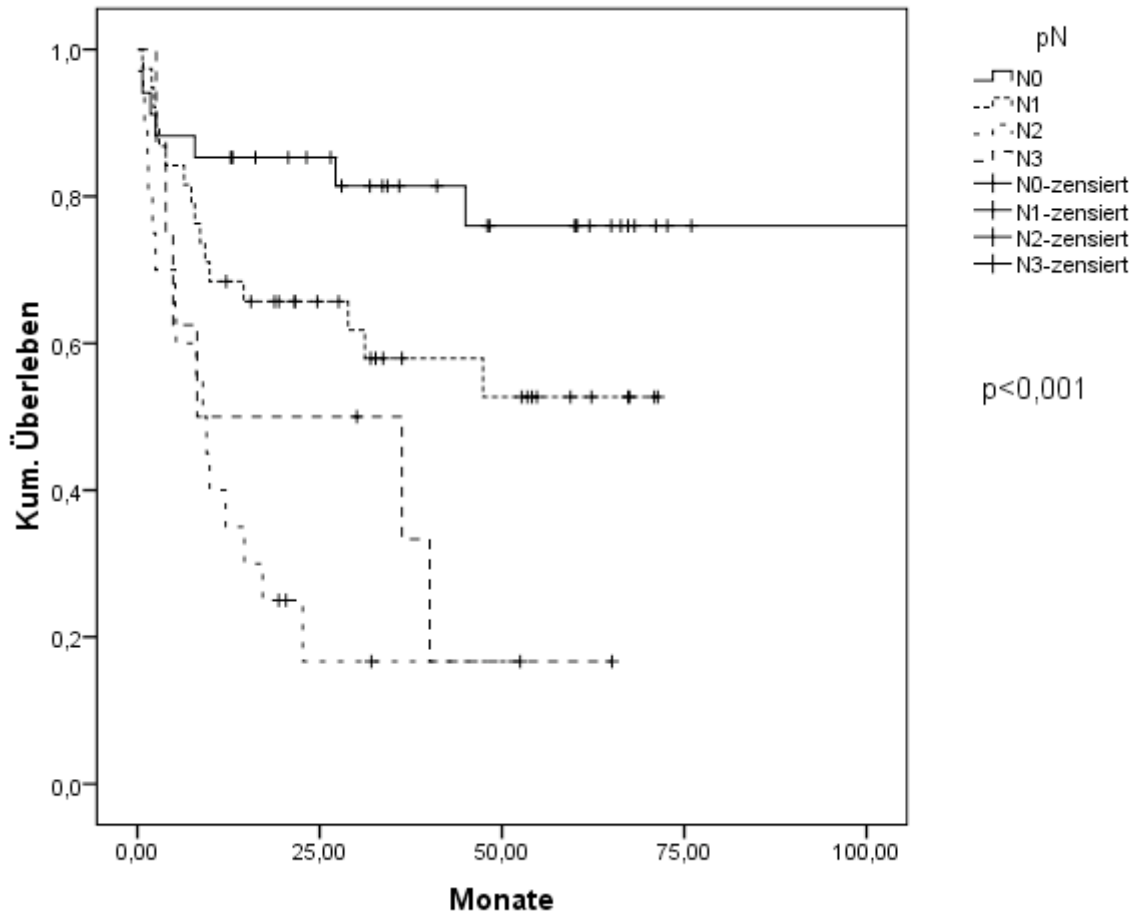 pN
N0
N1
N2
N3
N0-zensiert
N1-zensiert
N2-zensiert
N3-zensiert
p<0,001
Kum. Überleben
1,0
0,8
0,6
0,4
0,2
0,0
0,00 25,00 50,00 75,00 100,00
Monate